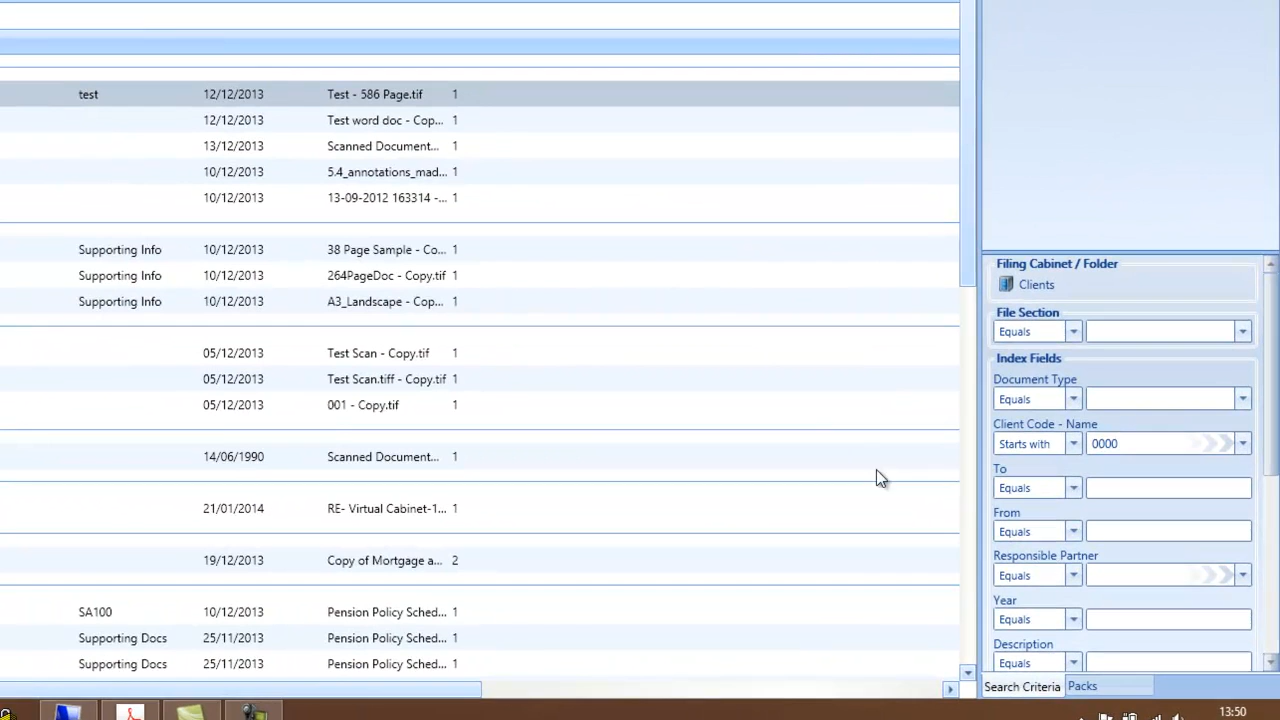 test 12/12/2013 Test - 586 Page.tif 1
12/12/2013 Test word doc - Cop... 1
13/12/2013 Scanned Document... 1
10/12/2013 5.4_annotations_mad... 1
10/12/2013 13-09-2012 163314 -... 1
Supporting Info 10/12/2013 38 Page Sample - Co... 1
Supporting Info 10/12/2013 264PageDoc - Copy.tif 1
Supporting Info 10/12/2013 A3_Landscape - Cop... 1
05/12/2013 Test Scan - Copy.tif 1
05/12/2013 Test Scan.tiff - Copy.tif 1
05/12/2013 001 - Copy.tif 1
14/06/1990 Scanned Document... 1
21/01/2014 RE- Virtual Cabinet-1... 1
19/12/2013 Copy of Mortgage a... 2
SA100 10/12/2013 Pension Policy Sched... 1
Supporting Docs 25/11/2013 Pension Policy Sched... 1
Supporting Docs 25/11/2013 Pension Policy Sched... 1
Filing Cabinet / Folder
Clients
File Section
Equals
Index Fields
Document Type
Equals
Client Code - Name
Starts with 0000
To
Equals
From
Equals
Responsible Partner
Equals
Year
Equals
Description
Equals
Search Criteria Packs
13:50